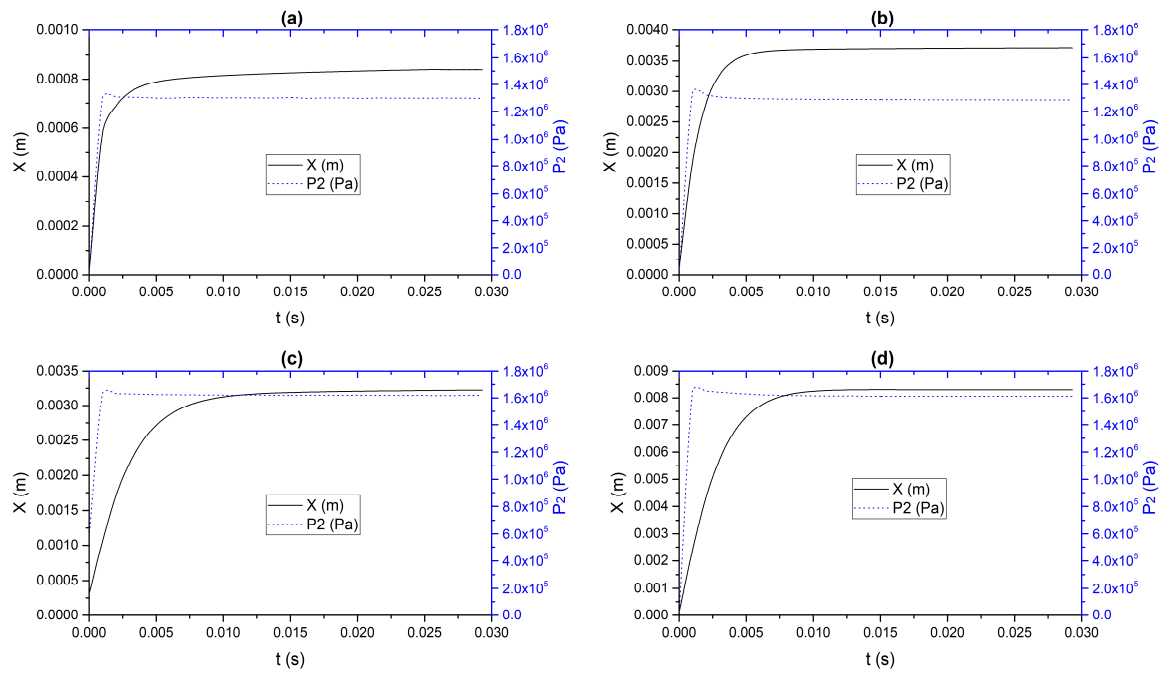 (a)
0.0010
0.0008
0.0006
0.0004
0.0002
0.0000
X (m)
1.8x10⁶
1.6x10⁶
1.4x10⁶
1.2x10⁶
1.0x10⁶
8.0x10⁵
6.0x10⁵
4.0x10⁵
2.0x10⁵
0.0
P2 (Pa)
X (m)
P2 (Pa)
0.000 0.005 0.010 0.015 0.020 0.025 0.030
t (s)
(b)
0.0040
0.0035
0.0030
0.0025
0.0020
0.0015
0.0010
0.0005
0.0000
X (m)
1.8x10⁶
1.6x10⁶
1.4x10⁶
1.2x10⁶
1.0x10⁶
8.0x10⁵
6.0x10⁵
4.0x10⁵
2.0x10⁵
0.0
P2 (Pa)
X (m)
P2 (Pa)
0.000 0.005 0.010 0.015 0.020 0.025 0.030
t (s)
(c)
0.0035
0.0030
0.0025
0.0020
0.0015
0.0010
0.0005
0.0000
X (m)
1.8x10⁶
1.6x10⁶
1.4x10⁶
1.2x10⁶
1.0x10⁶
8.0x10⁵
6.0x10⁵
4.0x10⁵
2.0x10⁵
0.0
P2 (Pa)
X (m)
P2 (Pa)
0.000 0.005 0.010 0.015 0.020 0.025 0.030
t (s)
(d)
0.009
0.008
0.007
0.006
0.005
0.004
0.003
0.002
0.001
0.000
X (m)
1.8x10⁶
1.6x10⁶
1.4x10⁶
1.2x10⁶
1.0x10⁶
8.0x10⁵
6.0x10⁵
4.0x10⁵
2.0x10⁵
0.0
P2 (Pa)
X (m)
P2 (Pa)
0.000 0.005 0.010 0.015 0.020 0.025 0.030
t (s)